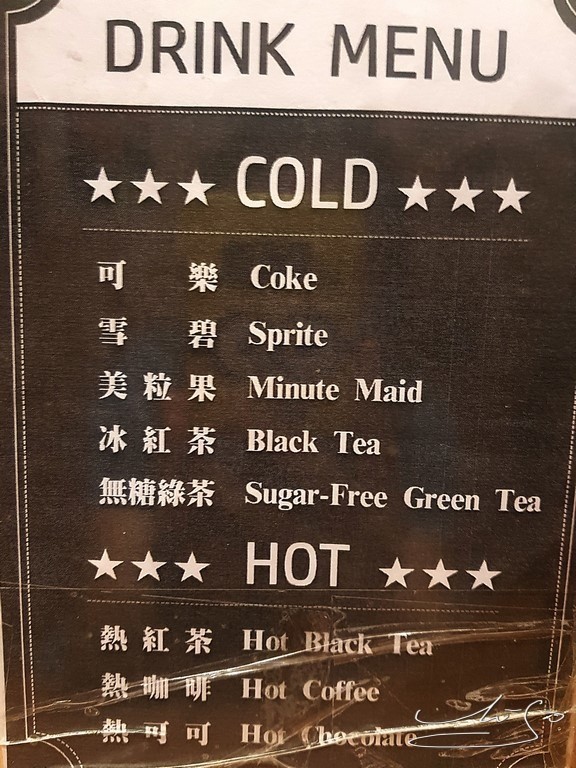 DRINK MENU
★★★ COLD ★★★
可樂 Coke
雪碧 Sprite
美粒果 Minute Maid
冰紅茶 Black Tea
無糖綠茶 Sugar-Free Green Tea
★★★ HOT ★★★
熱紅茶 Hot Black Tea
熱咖啡 Hot Coffee
熱可可 Hot Chocolate